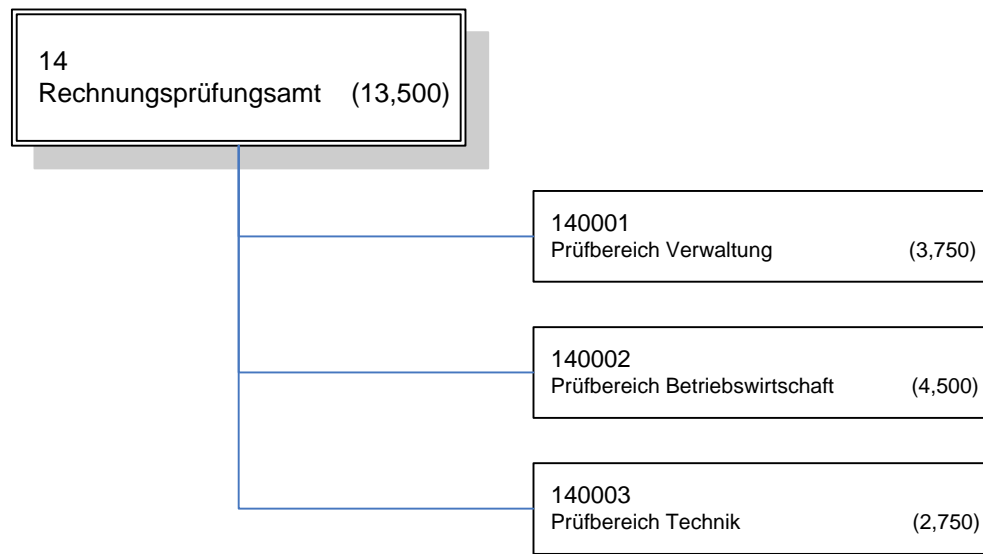 14
Rechnungsprüfungsamt (13,500)
140001
Prüfbereich Verwaltung (3,750)
140002
Prüfbereich Betriebswirtschaft (4,500)
140003
Prüfbereich Technik (2,750)